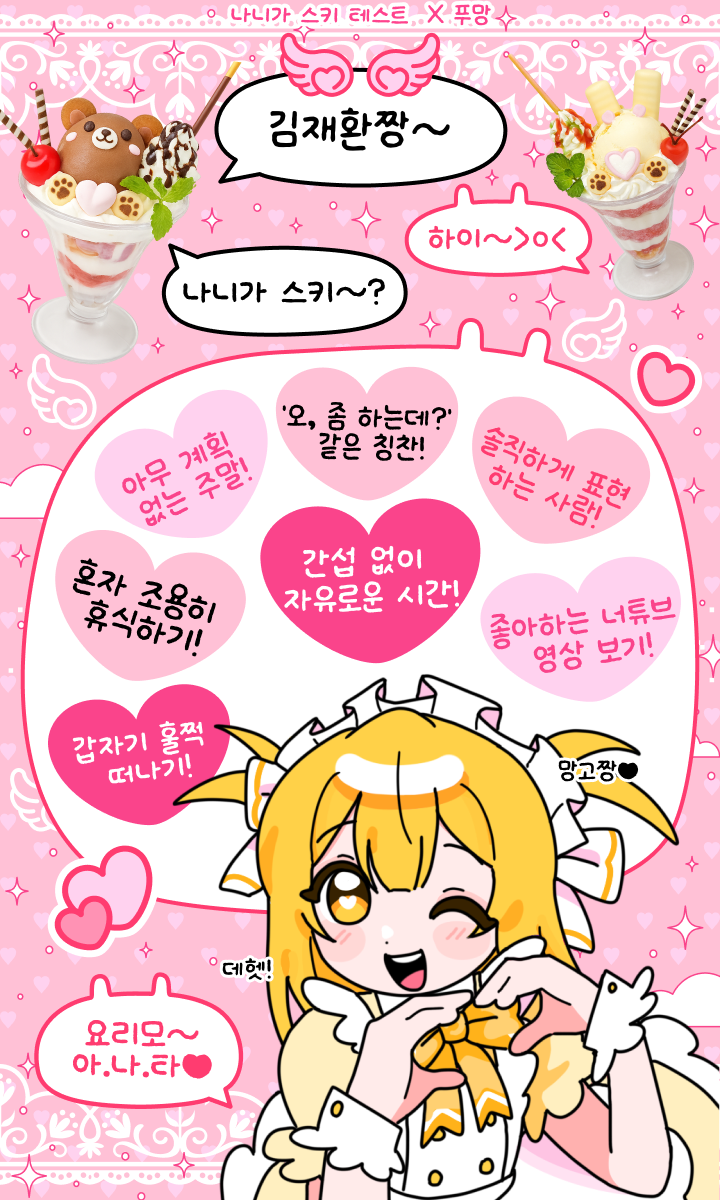 나니가 스키 테스트 X 푸망
김재환짱~
하이~>o<
나니가 스키~?
'오, 좀 하는데?'
같은 칭찬!
아무 계획
없는 주말!
솔직하게 표현
하는 사람!
간섭 없이
자유로운 시간!
혼자 조용히
휴식하기!
좋아하는 너튜브
영상 보기!
갑자기 훌쩍
떠나기!
망고짱♥
데헷!
요리모~
아.나.타♥